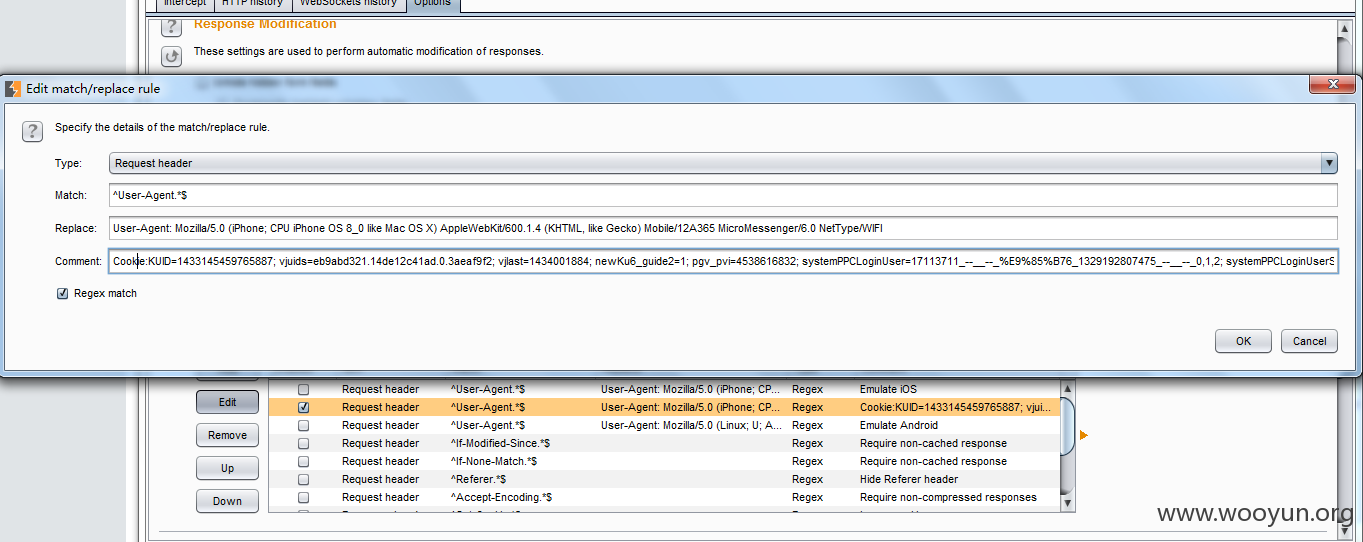 Intercept HTTP history WebSockets history Options
Response Modification
These settings are used to perform automatic modification of responses.
Edit match/replace rule
Specify the details of the match/replace rule.
Type: Request header
Match: ^User-Agent.*$
Replace: User-Agent: Mozilla/5.0 (iPhone; CPU iPhone OS 8_0 like Mac OS X) AppleWebKit/600.1.4 (KHTML, like Gecko) Mobile/12A365 MicroMessenger/6.0 NetType/WIFI
Comment: Cookie:KUID=1433145459765887; vjuids=eb9abd321.14de12c41ad.0.3aeaf9f2; vjlast=1434001884; newKu6_guide2=1; pgv_pvi=4538616832; systemPPCLoginUser=17113711_--__--_%E9%85%B76_1329192807475_--__--_0,1,2; systemPPCLoginUserS
Regex match
OK Cancel
Request header ^User-Agent.*$ User-Agent: Mozilla/5.0 (iPhone; CP... Regex Emulate iOS
Edit Request header ^User-Agent.*$ User-Agent: Mozilla/5.0 (iPhone; CP... Regex Cookie:KUID=1433145459765887; vjui...
Request header ^User-Agent.*$ User-Agent: Mozilla/5.0 (Linux; U; A... Regex Emulate Android
Remove Request header ^If-Modified-Since.*$ Regex Require non-cached response
Request header ^If-None-Match.*$ Regex Require non-cached response
Up Request header ^Referer.*$ Regex Hide Referer header
Down Request header ^Accept-Encoding.*$ Regex Require non-compressed responses
www.wooyun.org